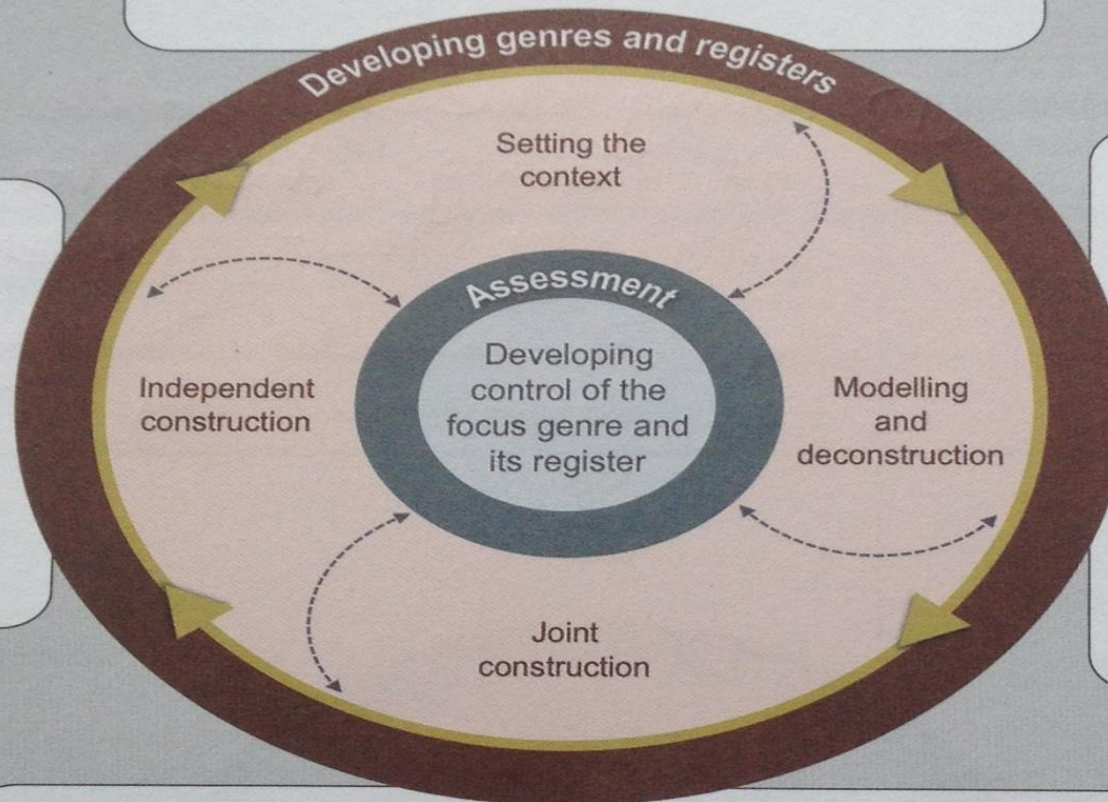 Developing genres and registers
Setting the
context
Assessment
Developing
control of the
focus genre and
its register
Independent
construction
Modelling
and
deconstruction
Joint
construction